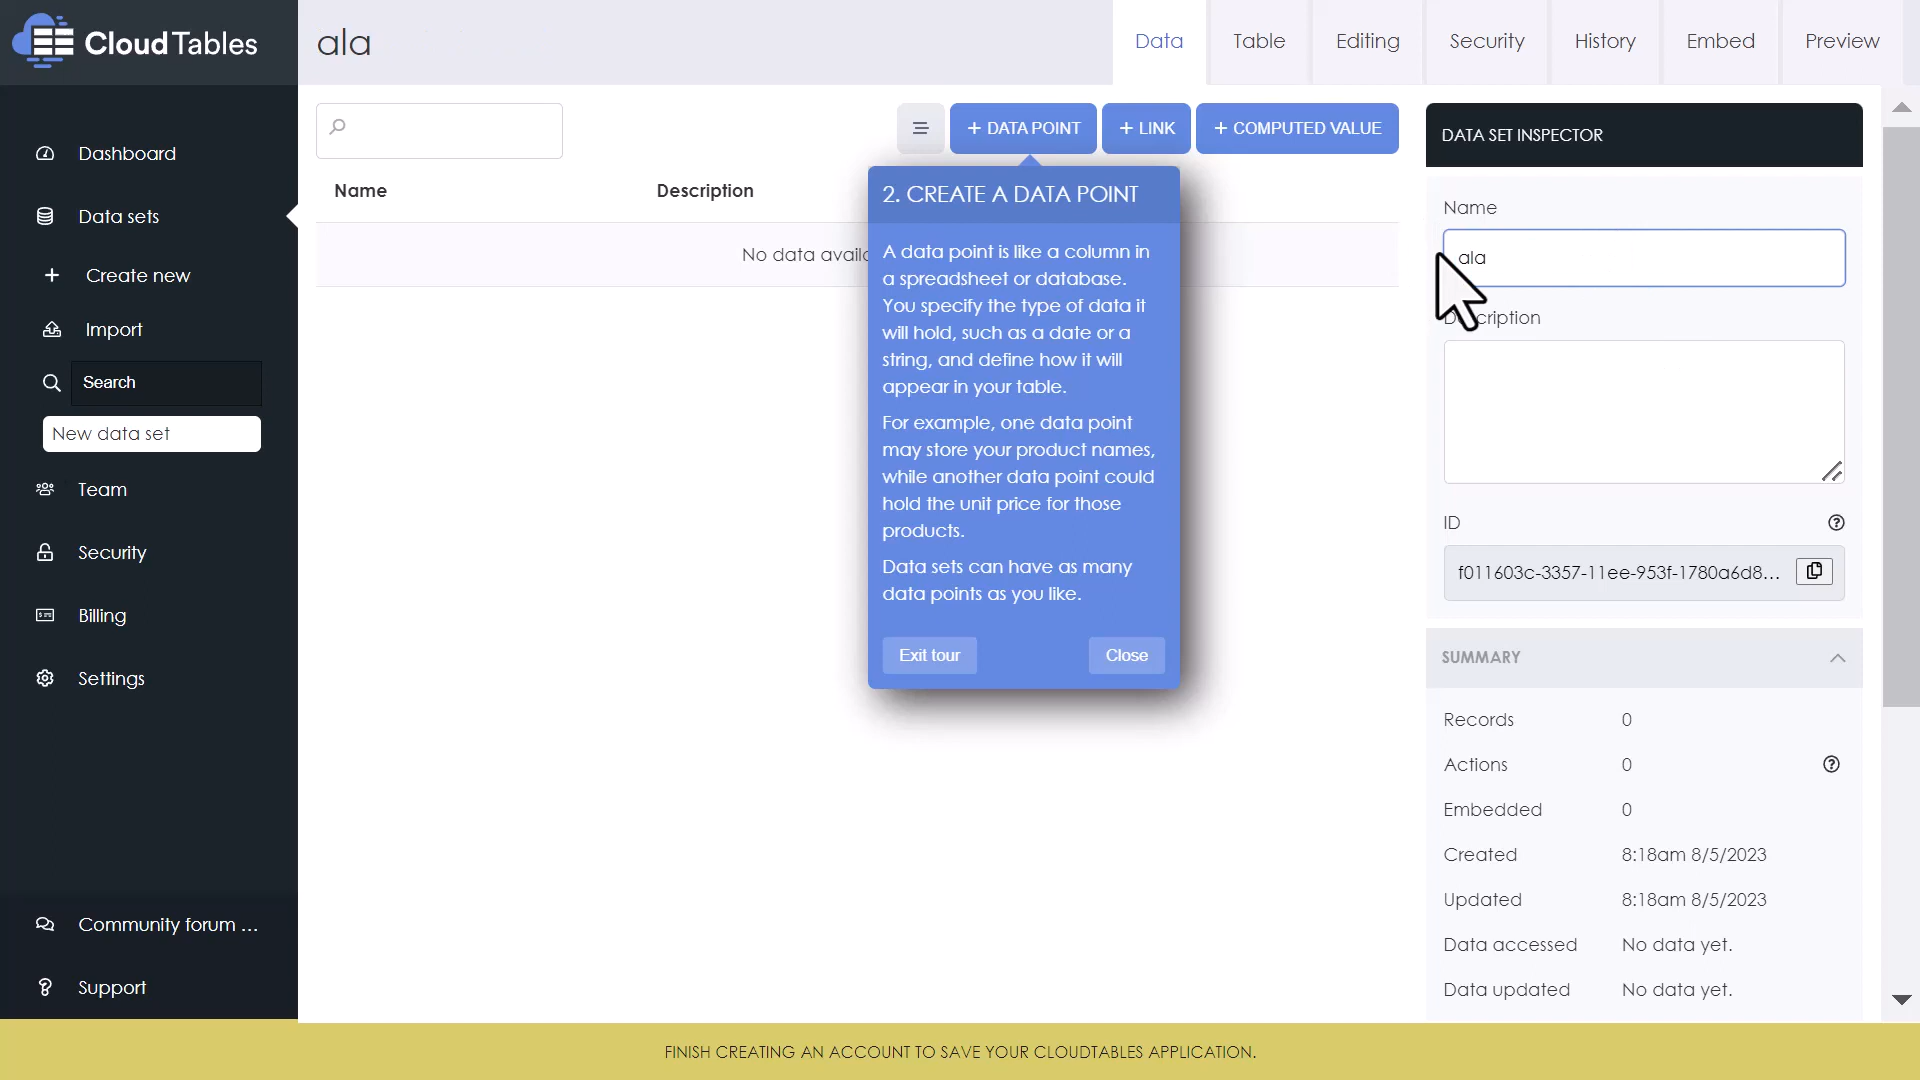 CloudTables
ala
Data
Table
Editing
Security
History
Embed
Preview
Dashboard
Data sets
Create new
Import
Search
New data set
Team
Security
Billing
Settings
Community forum ...
Support
+ DATA POINT
+ LINK
+ COMPUTED VALUE
Name
Description
No data
2. CREATE A DATA POINT
A data point is like a column in
a spreadsheet or database.
You specify the type of data it
will hold, such as a date or a
string, and define how it will
appear in your table.
For example, one data point
may store your product names,
while another data point could
hold the unit price for those
products.
Data sets can have as many
data points as you like.
Exit tour
Close
DATA SET INSPECTOR
Name
ala
Description
ID
f011603c-3357-11ee-953f-1780a6d8...
SUMMARY
Records 0
Actions 0
Embedded 0
Created 8:18am 8/5/2023
Updated 8:18am 8/5/2023
Data accessed No data yet.
Data updated No data yet.
FINISH CREATING AN ACCOUNT TO SAVE YOUR CLOUDTABLES APPLICATION.